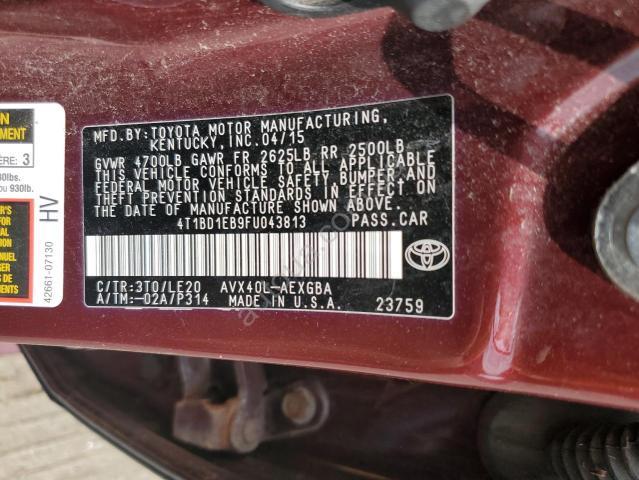 MFD.BY: TOYOTA MOTOR MANUFACTURING,
KENTUCKY, INC. 04/15
GVWR 4700LB GAWR FR 2625LB RR 2500LB
THIS VEHICLE CONFORMS TO ALL APPLICABLE
FEDERAL MOTOR VEHICLE SAFETY BUMPER AND
THEFT PREVENTION STANDARDS IN EFFECT ON
THE DATE OF MANUFACTURE SHOWN ABOVE.
4T1BD1EB9FU043813 PASS.CAR
C/TR:3T0/LE20 AVX40L-AEXGBA
A/TM:-02A/P314 MADE IN U.S.A.
23759
TOYOTA
3
930lb.
HV
42661-07130